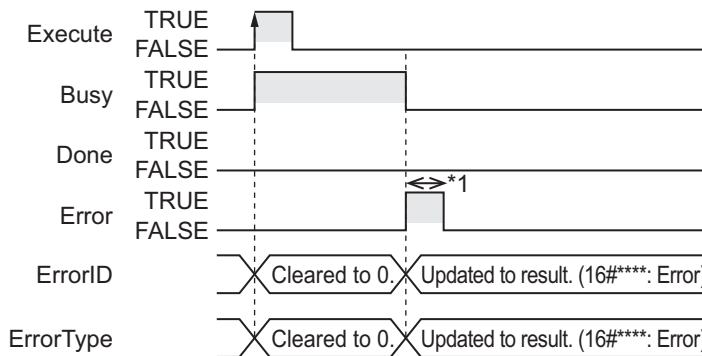 Execute TRUE
FALSE
Busy TRUE
FALSE
Done TRUE
FALSE
*1
Error TRUE
FALSE
ErrorID Cleared to 0. Updated to result. (16#****: Error)
ErrorType Cleared to 0. Updated to result. (16#****: Error)